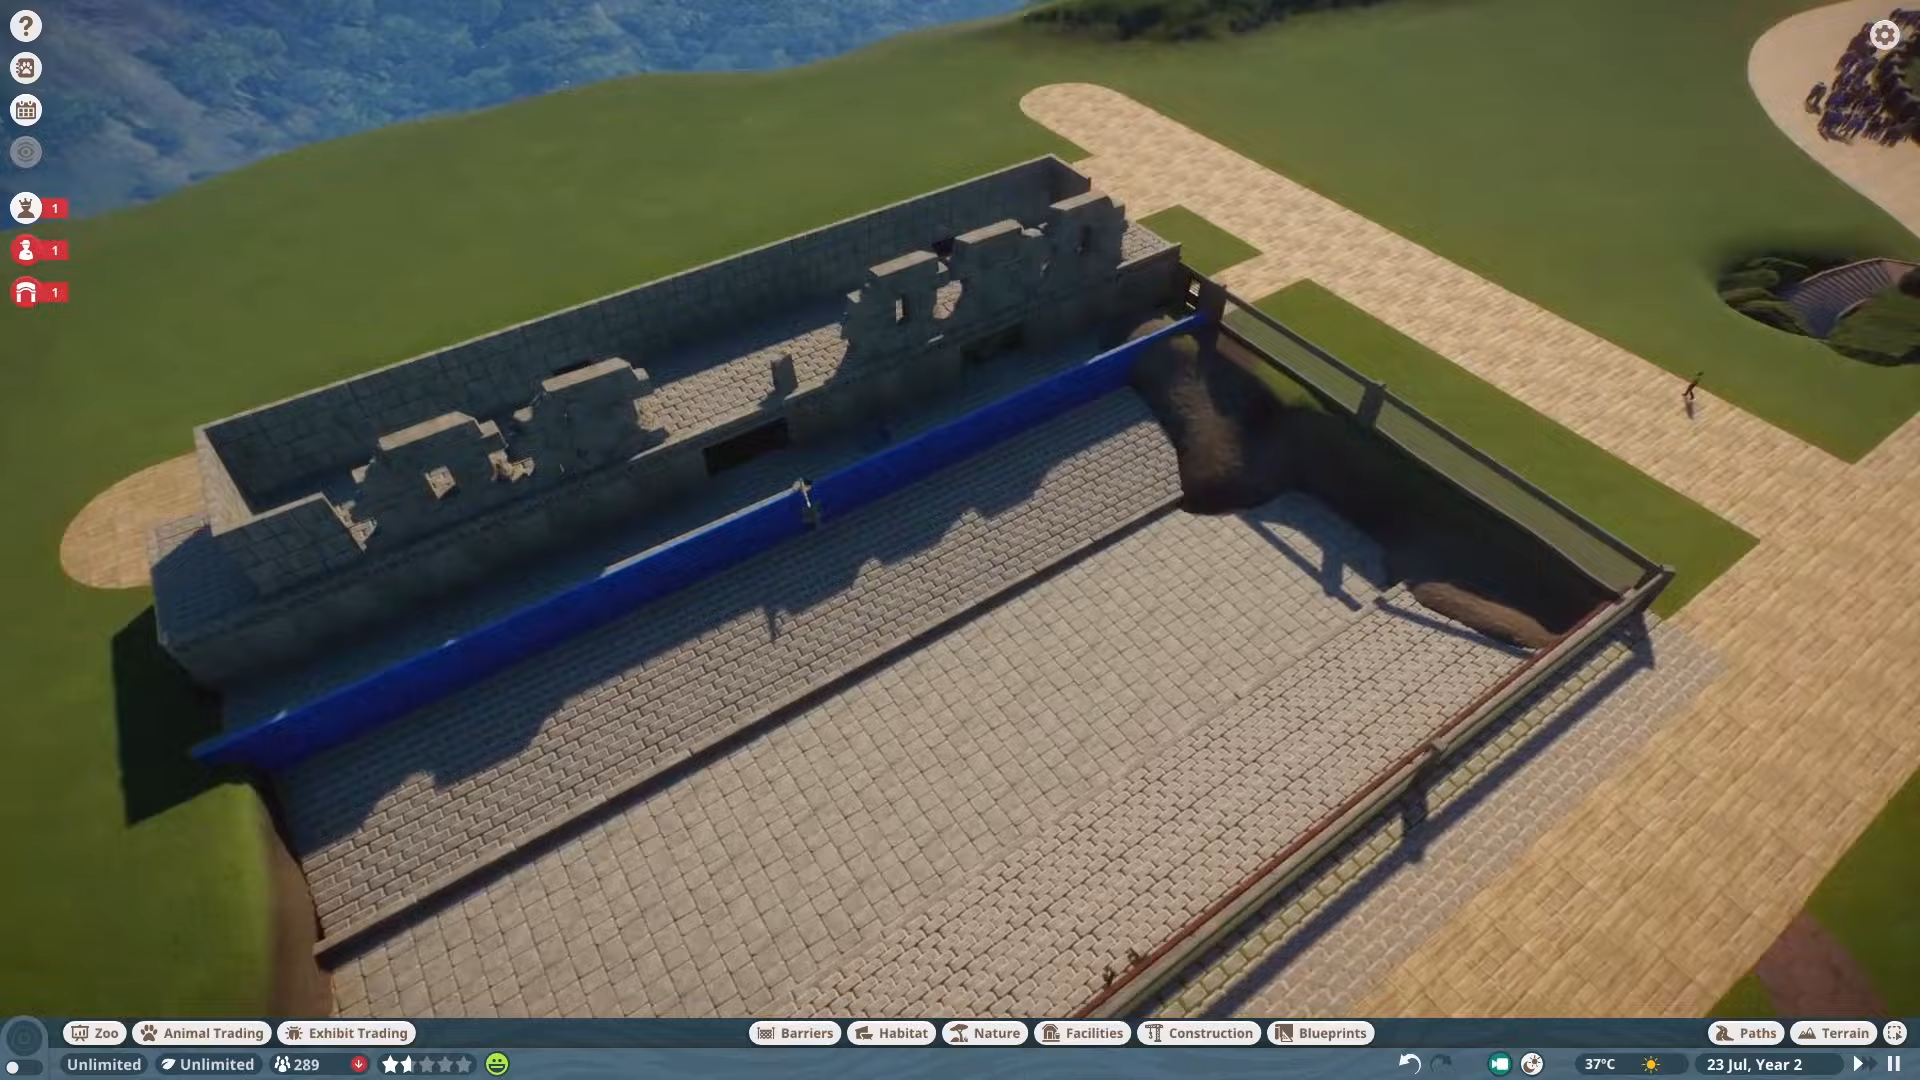 ?
1
1
1
Zoo
Animal Trading
Exhibit Trading
Barriers
Habitat
Nature
Facilities
Construction
Blueprints
Paths
Terrain
Unlimited
Unlimited
289
37°C
23 Jul, Year 2